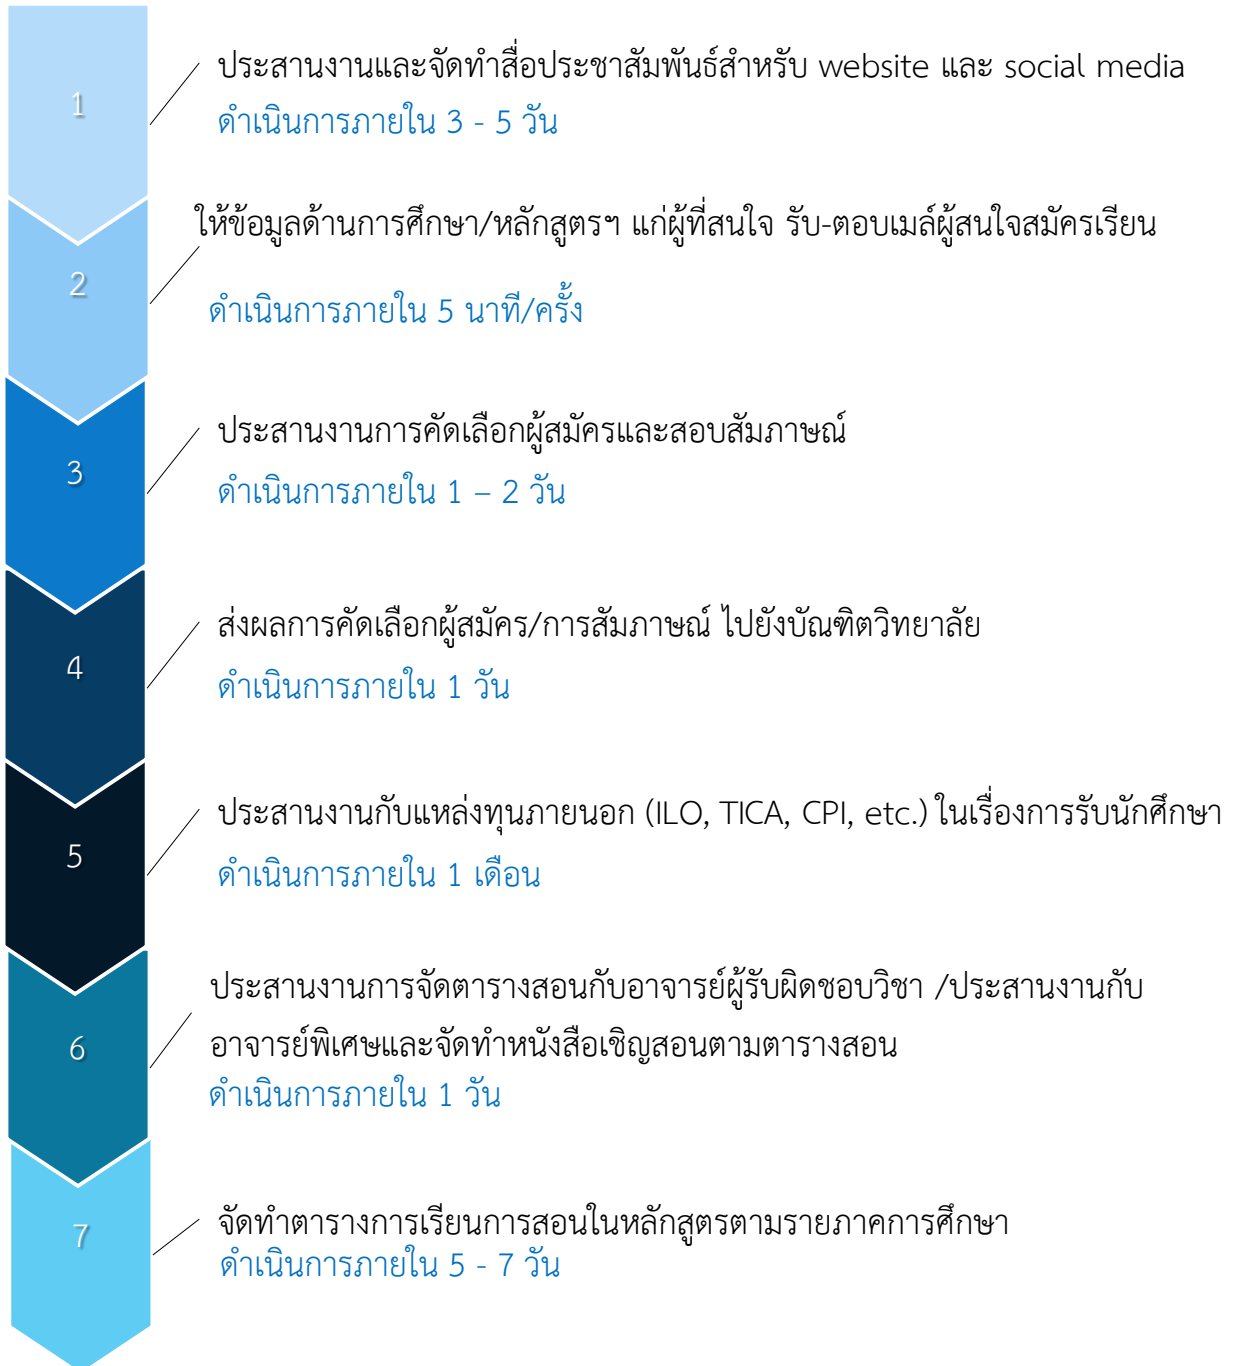 1
ประสานงานและจัดทำสื่อประชาสัมพันธ์สำหรับ website และ social media
ดำเนินการภายใน 3 - 5 วัน
2
ให้ข้อมูลด้านการศึกษา/หลักสูตรฯ แก่ผู้ที่สนใจ รับ-ตอบเมล์ผู้สนใจสมัครเรียน
ดำเนินการภายใน 5 นาที/ครั้ง
3
ประสานงานการคัดเลือกผู้สมัครและสอบสัมภาษณ์
ดำเนินการภายใน 1 – 2 วัน
4
ส่งผลการคัดเลือกผู้สมัคร/การสัมภาษณ์ ไปยังบัณฑิตวิทยาลัย
ดำเนินการภายใน 1 วัน
5
ประสานงานกับแหล่งทุนภายนอก (ILO, TICA, CPI, etc.) ในเรื่องการรับนักศึกษา
ดำเนินการภายใน 1 เดือน
6
ประสานงานการจัดตารางสอนกับอาจารย์ผู้รับผิดชอบวิชา /ประสานงานกับ
อาจารย์พิเศษและจัดทำหนังสือเชิญสอนตามตารางสอน
ดำเนินการภายใน 1 วัน
7
จัดทำตารางการเรียนการสอนในหลักสูตรตามรายภาคการศึกษา
ดำเนินการภายใน 5 - 7 วัน